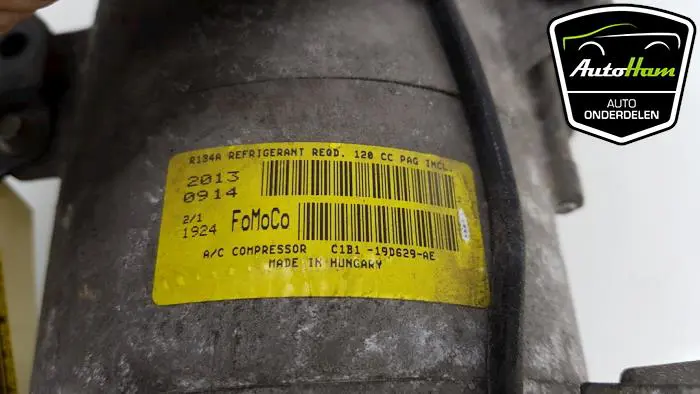 AutoHam
AUTO
ONDERDELEN
R134A REFRIGERANT REQD. 120 CC PAG INCL.
2013
0914
2/1
1924
FoMoCo
A/C COMPRESSOR C1B1-19D629-AE
MADE IN HUNGARY